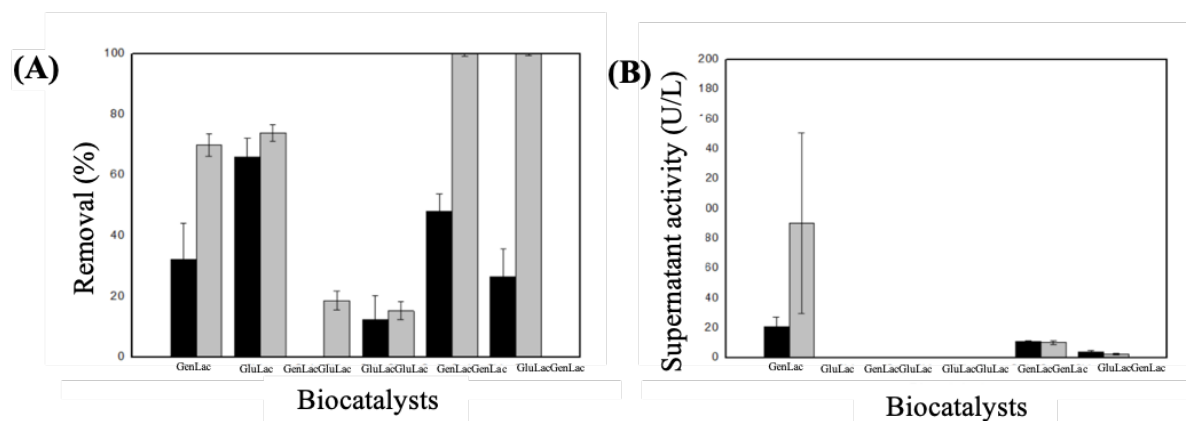 (A)
100
80
60
40
20
0
Removal (%)
GenLac GluLac GenLacGluLac GluLacGluLac GenLacGenLac GluLacGenLac
Biocatalysts
(B)
200
180
60
40
20
00
80
60
40
20
0
Supernatant activity (U/L)
GenLac GluLac GenLacGluLac GluLacGluLac GenLacGenLac GluLacGenLac
Biocatalysts